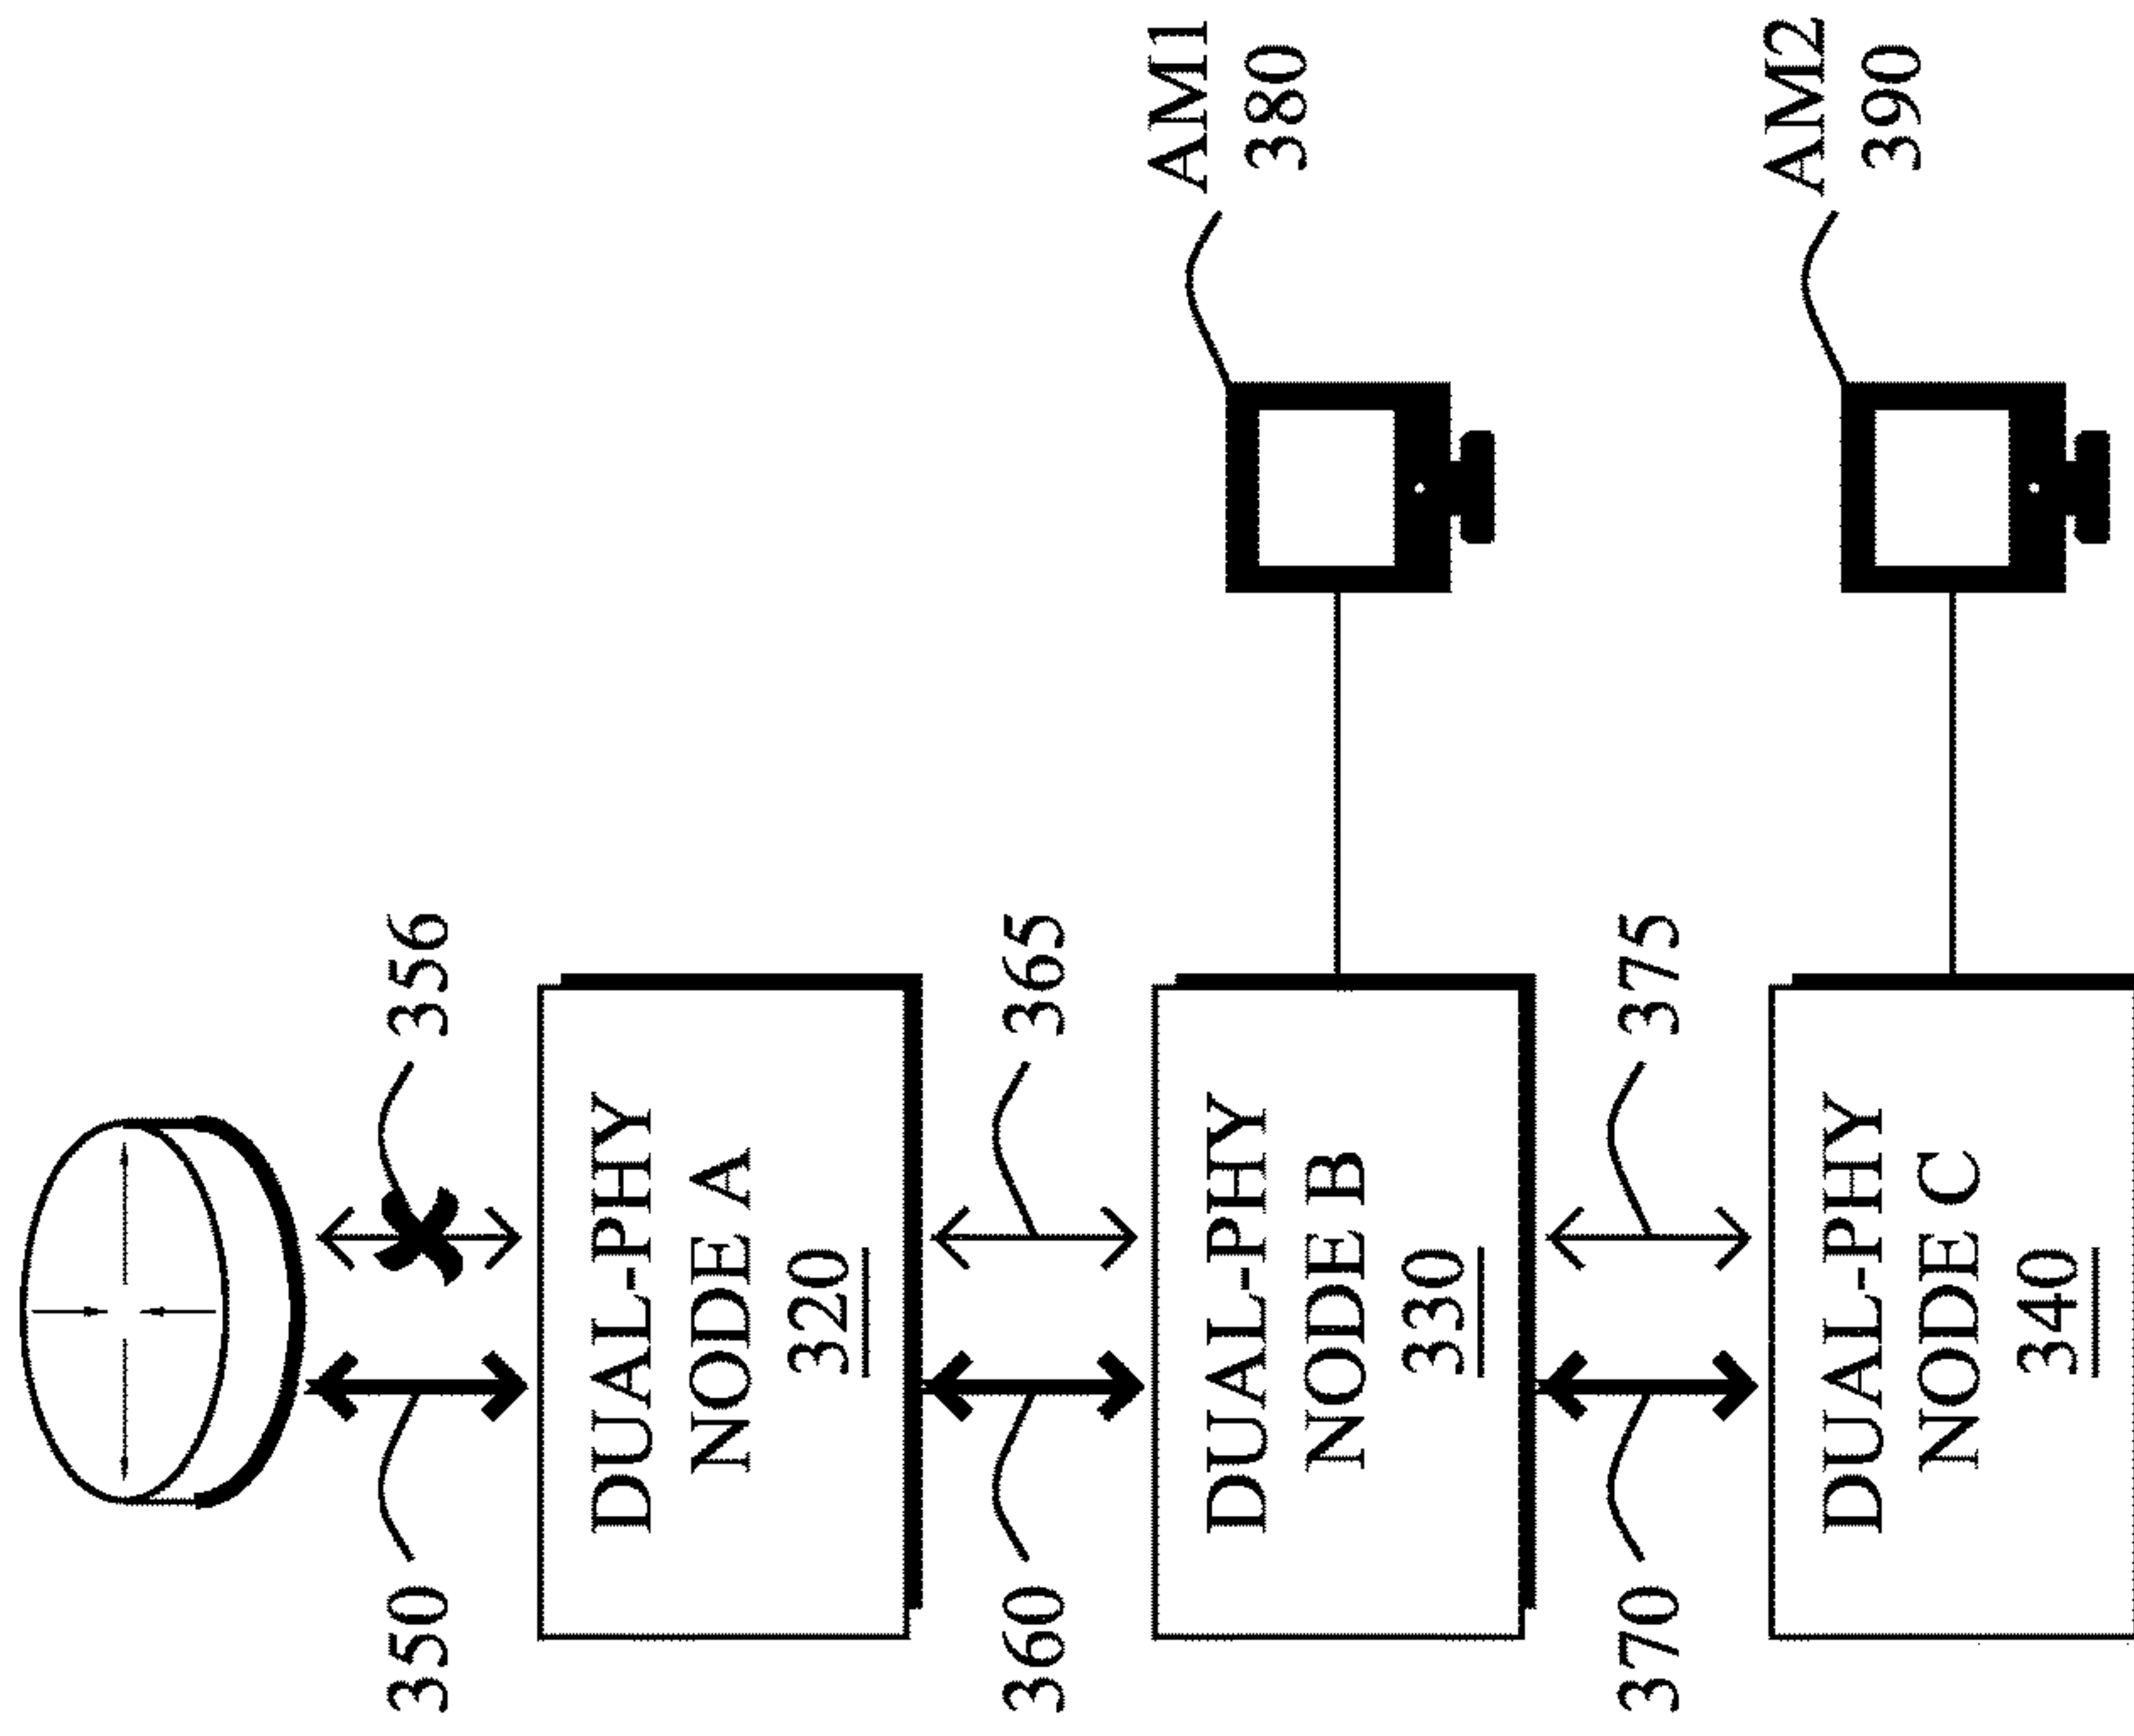 350
356
DUAL-PHY
NODE A
320
360
365
DUAL-PHY
NODE B
330
AM1
380
370
375
DUAL-PHY
NODE C
340
AM2
390